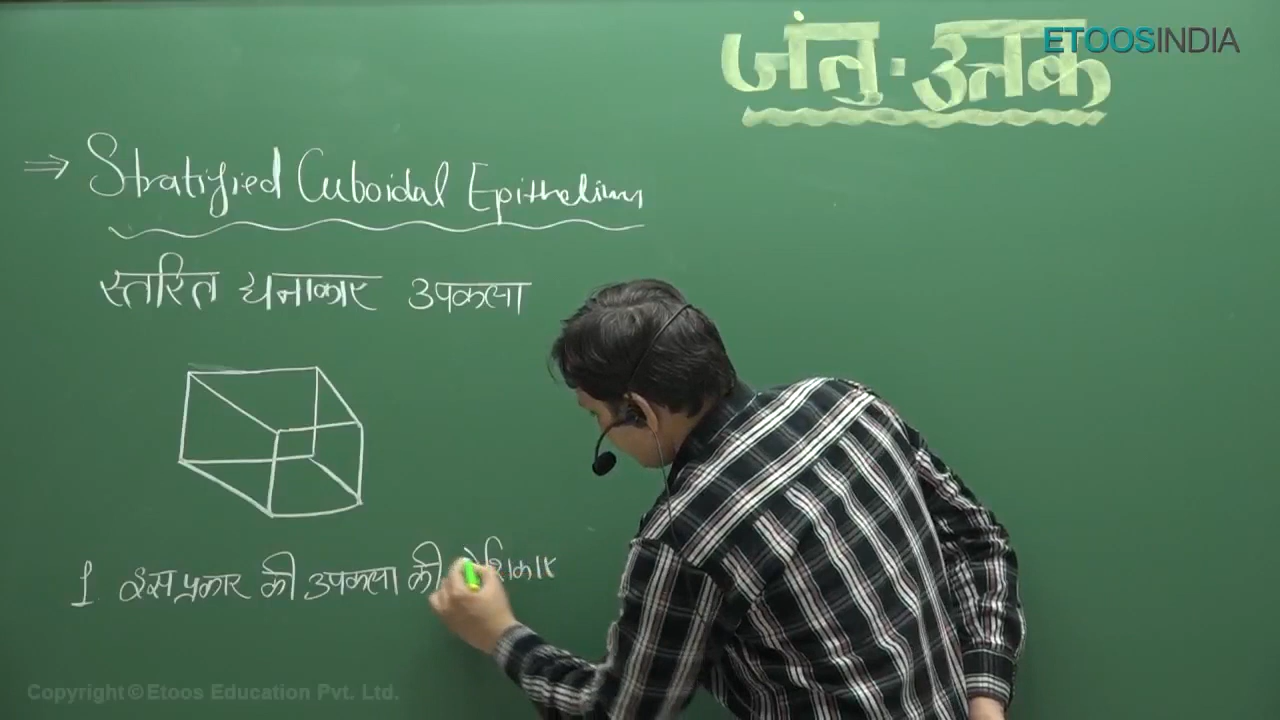 जंतु-ऊतक
ETOOSINDIA
⇒ Stratified Cuboidal Epithelium
स्तरित घनाकार उपकला
1. इस प्रकार की उपकला की
Copyright © Etoos Education Pvt. Ltd.